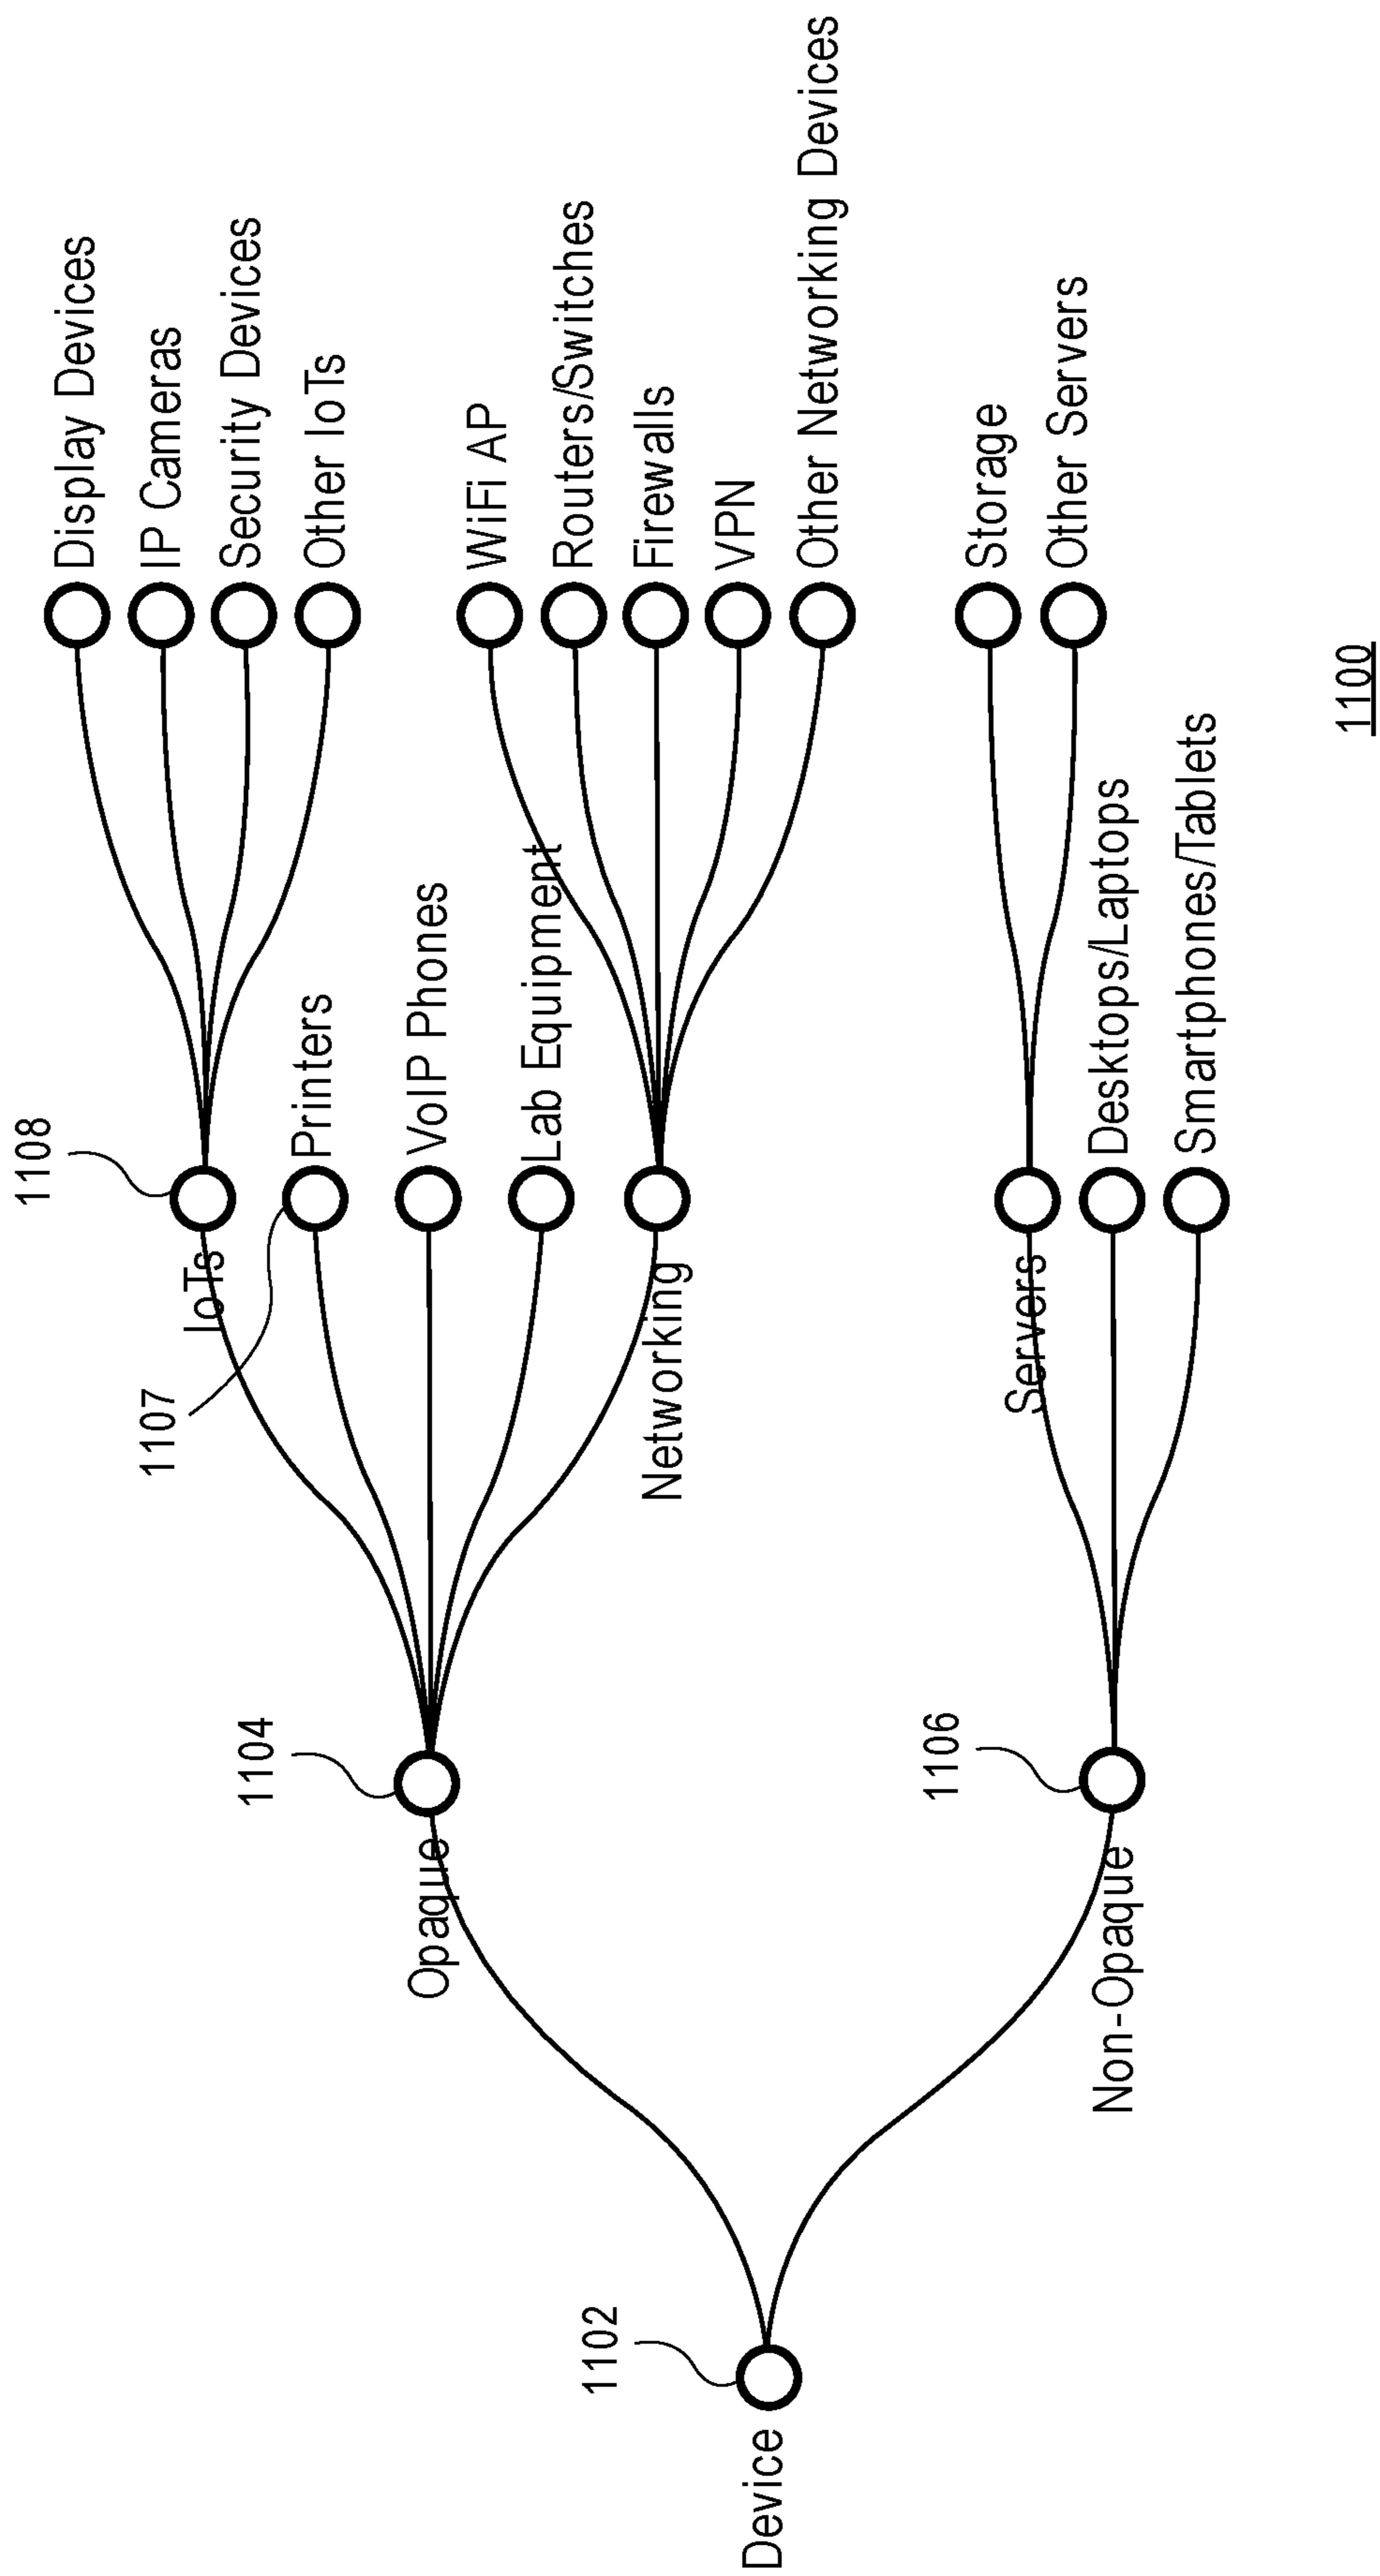 Device
1102
Opaque
1104
Non-Opaque
1106
IoTs
1108
1107
Printers
VoIP Phones
Lab Equipment
Networking
Servers
Desktops/Laptops
Smartphones/Tablets
Display Devices
IP Cameras
Security Devices
Other IoTs
WiFi AP
Routers/Switches
Firewalls
VPN
Other Networking Devices
Storage
Other Servers
1100